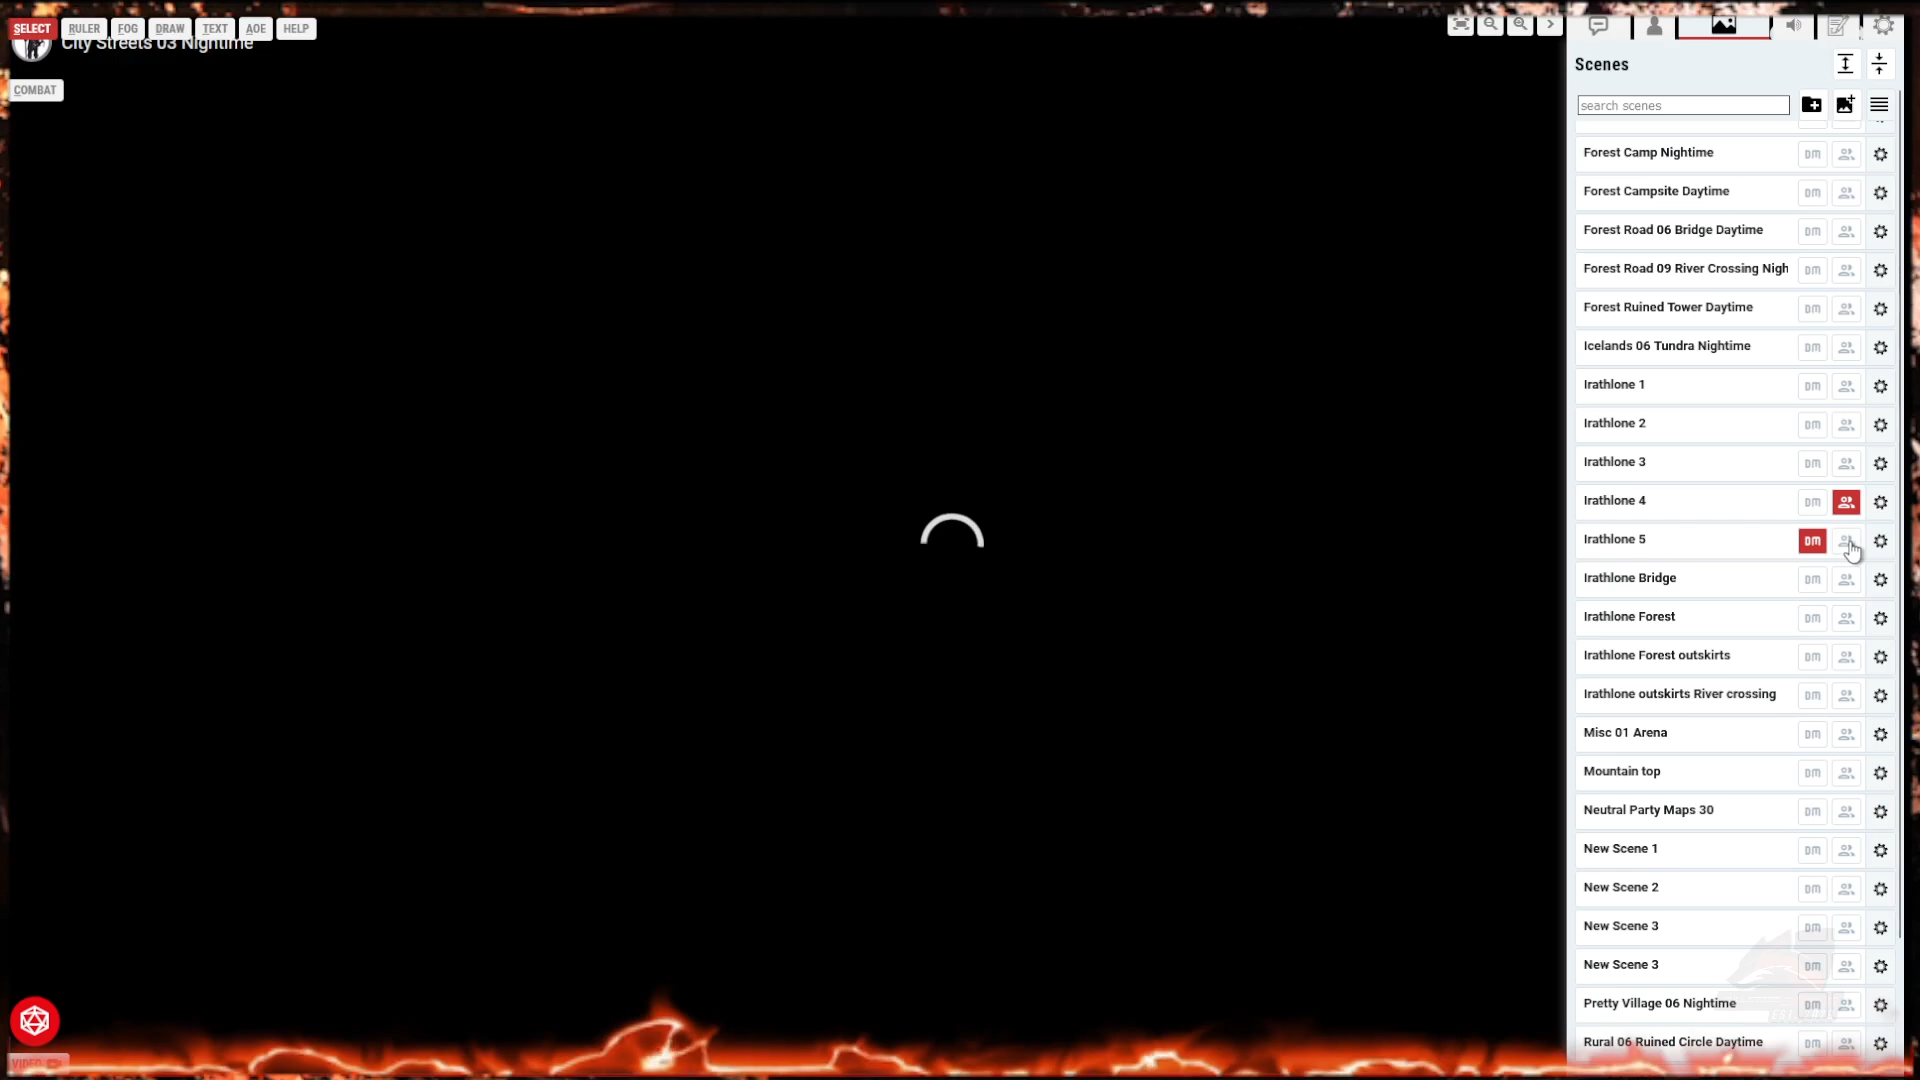 SELECT RULER FOG DRAW TEXT AOE HELP
City Streets 03 Nightime
COMBAT
Scenes
search scenes
Forest Camp Nightime DM
Forest Campsite Daytime DM
Forest Road 06 Bridge Daytime DM
Forest Road 09 River Crossing Nigh DM
Forest Ruined Tower Daytime DM
Icelands 06 Tundra Nightime DM
Irathlone 1 DM
Irathlone 2 DM
Irathlone 3 DM
Irathlone 4 DM
Irathlone 5 DM
Irathlone Bridge DM
Irathlone Forest DM
Irathlone Forest outskirts DM
Irathlone outskirts River crossing DM
Misc 01 Arena DM
Mountain top DM
Neutral Party Maps 30 DM
New Scene 1 DM
New Scene 2 DM
New Scene 3 DM
New Scene 3 DM
Pretty Village 06 Nightime DM
Rural 06 Ruined Circle Daytime DM
VIDEO